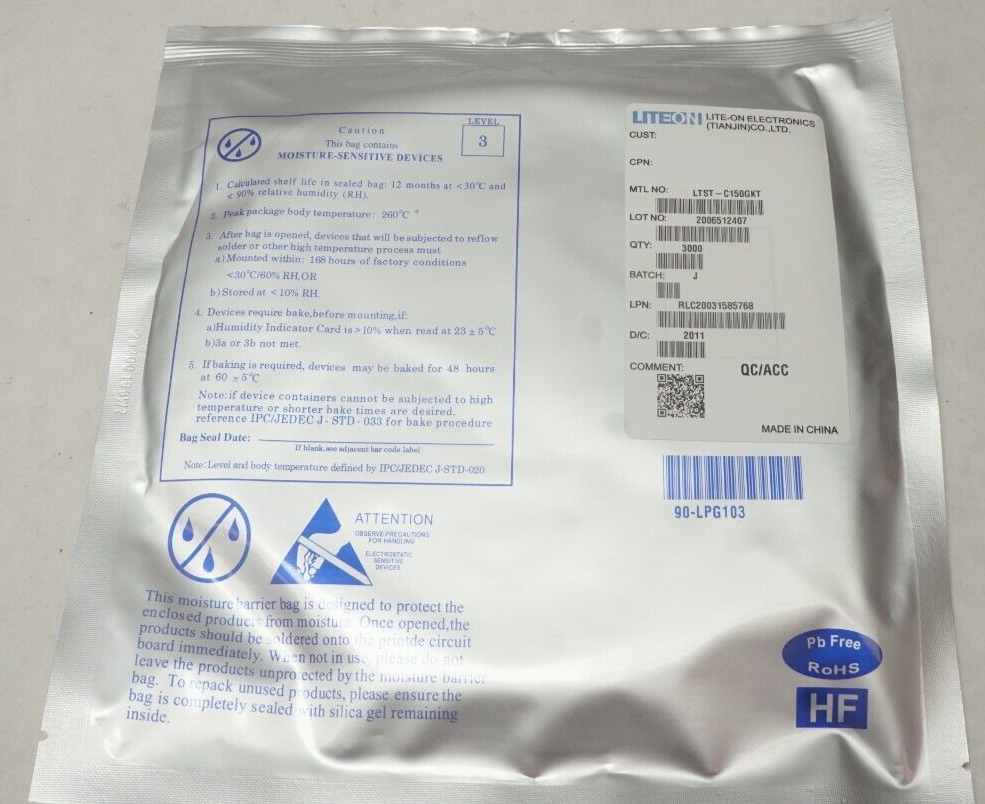 Caution
This bag contains
MOISTURE-SENSITIVE DEVICES
LEVEL
3
1. Calculated shelf life in sealed bag: 12 months at <30℃ and
< 90% relative humidity (RH).
2. Peak package body temperature: 260℃
3. After bag is opened, devices that will be subjected to reflow
solder or other high temperature process must
a) Mounted within: 168 hours of factory conditions
<30℃/60% RH, OR
b) Stored at <10% RH.
4. Devices require bake,before mounting,if:
a)Humidity Indicator Card is > 10% when read at 23 ± 5℃
b)3a or 3b not met.
5. If baking is required, devices may be baked for 48 hours
at 60 ± 5℃
Note:if device containers cannot be subjected to high
temperature or shorter bake times are desired.
reference IPC/JEDEC J - STD - 033 for bake procedure
Bag Seal Date:
If blank,see adjacent bar code label
Note:Level and body temperature defined by IPC/JEDEC J-STD-020
ATTENTION
OBSERVE PRECAUTIONS
FOR HANDLING
ELECTROSTATIC
SENSITIVE
DEVICES
This moisture barrier bag is designed to protect the
enclosed products from moisture. Once opened,the
products should be soldered onto the printde circuit
board immediately. When not in use, please do not
leave the products unprotected by the moisture barrier
bag. To repack unused products, please ensure the
bag is completely sealed with silica gel remaining
inside.
LITEON LITE-ON ELECTRONICS
(TIANJIN)CO.,LTD.
CUST:
CPN:
MTL NO: LTST - C150GKT
LOT NO: 2006512407
QTY: 3000
BATCH: J
LPN: RLC20031585768
D/C: 2011
COMMENT: QC/ACC
MADE IN CHINA
90-LPG103
Pb Free
RoHS
HF